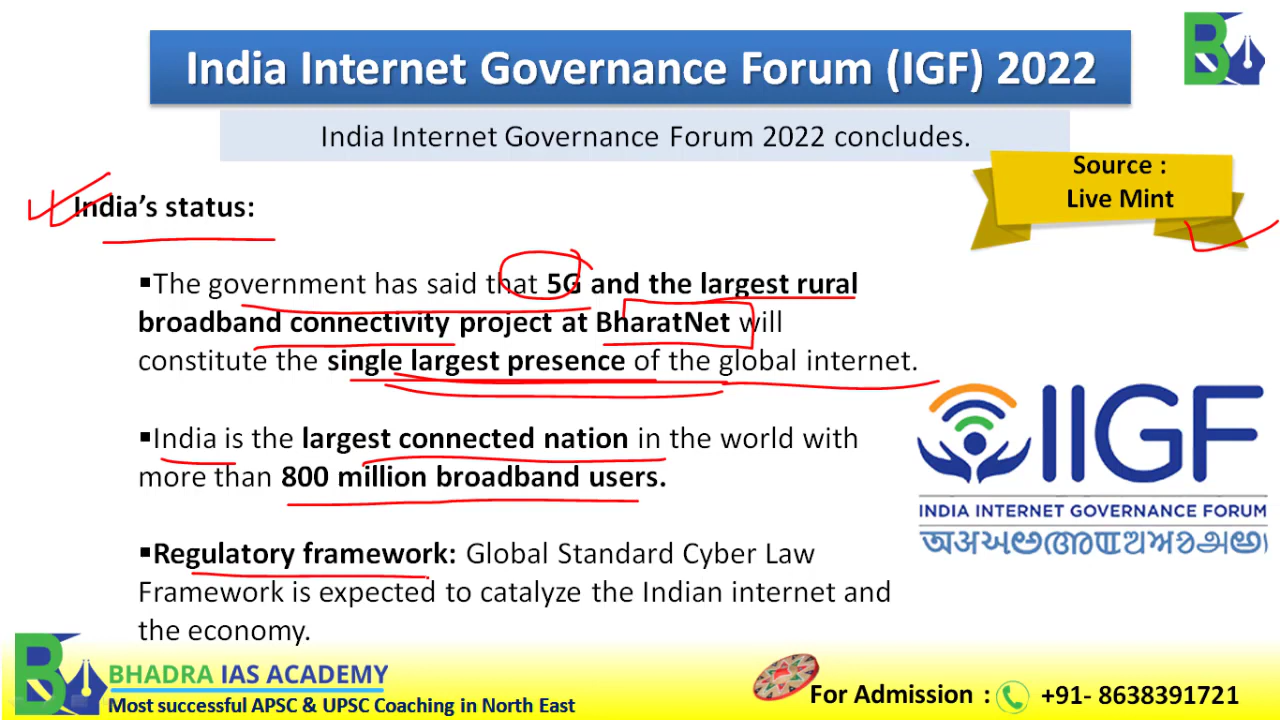 India Internet Governance Forum (IGF) 2022
India Internet Governance Forum 2022 concludes.
Source :
Live Mint
India's status:
▪The government has said that 5G and the largest rural
broadband connectivity project at BharatNet will
constitute the single largest presence of the global internet.
▪India is the largest connected nation in the world with
more than 800 million broadband users.
▪Regulatory framework: Global Standard Cyber Law
Framework is expected to catalyze the Indian internet and
the economy.
IIGF
INDIA INTERNET GOVERNANCE FORUM
BHADRA IAS ACADEMY
Most successful APSC & UPSC Coaching in North East
For Admission : +91- 8638391721